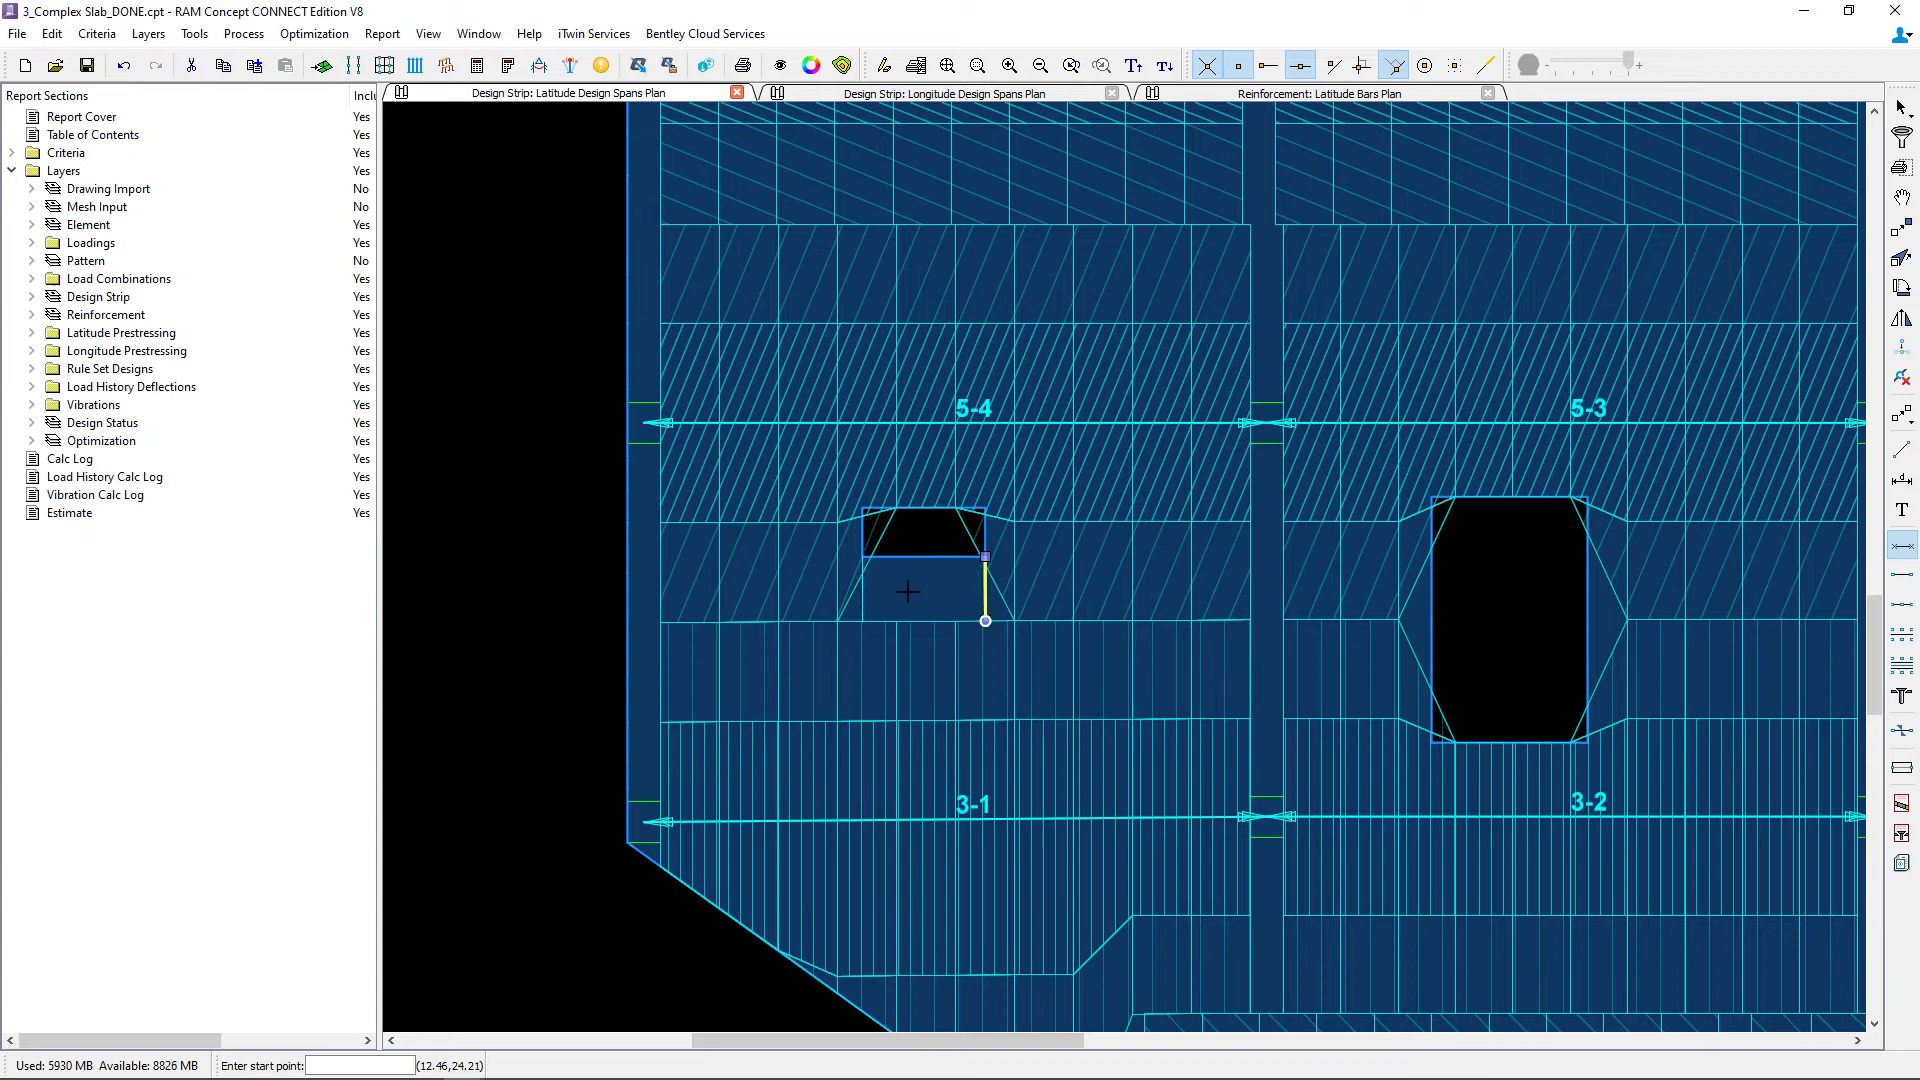 3_Complex Slab_DONE.cpt - RAM Concept CONNECT Edition V8
File Edit Criteria Layers Tools Process Optimization Report View Window Help iTwin Services Bentley Cloud Services
Report Sections Inclu
Design Strip: Latitude Design Spans Plan
Design Strip: Longitude Design Spans Plan
Reinforcement: Latitude Bars Plan
Report Cover Yes
Table of Contents Yes
Criteria Yes
Layers Yes
Drawing Import No
Mesh Input No
Element Yes
Loadings Yes
Pattern No
Load Combinations Yes
Design Strip Yes
Reinforcement Yes
Latitude Prestressing Yes
Longitude Prestressing Yes
Rule Set Designs Yes
Load History Deflections Yes
Vibrations Yes
Design Status Yes
Optimization Yes
Calc Log Yes
Load History Calc Log Yes
Vibration Calc Log Yes
Estimate Yes
5-4
5-3
3-1
3-2
Used: 5930 MB Available: 8826 MB
Enter start point:
(12.46,24.21)